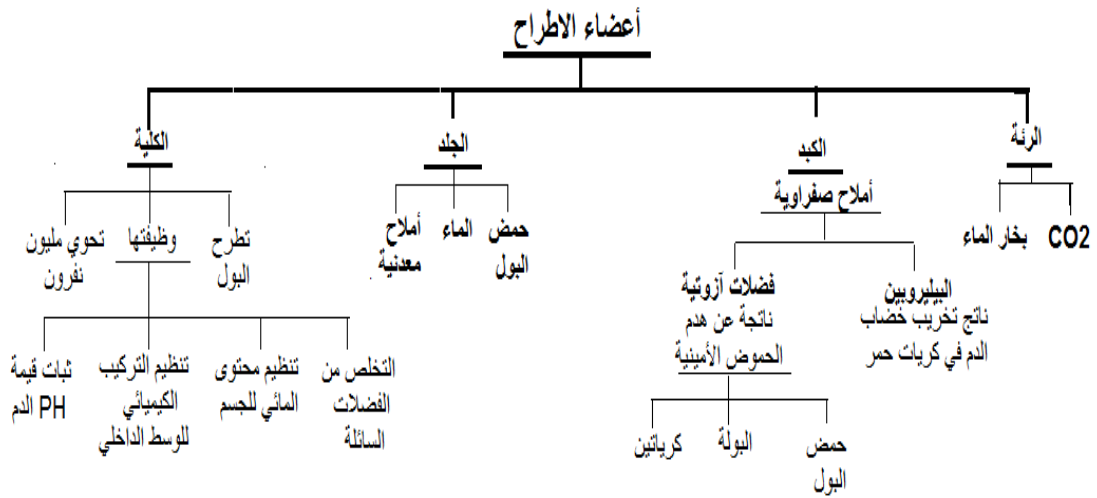 أعضاء الاطراح
الرئة
CO2
بخار الماء
الكبد
أملاح صفراوية
البيليروبين
ناتج تخريب خضاب
الدم في كريات حمر
فضلات آزوتية
ناتجة عن هدم
الحموض الأمينية
حمض
البول
البولة
كرياتين
الجلد
حمض
البول
الماء
أملاح
معدنية
الكلية
تطرح
البول
وظيفتها
تحوي مليون
نفرون
التخلص من
الفضلات
السائلة
تنظيم محتوى
المائي للجسم
تنظيم التركيب
الكيميائي
للوسط الداخلي
ثبات قيمة
PH الدم